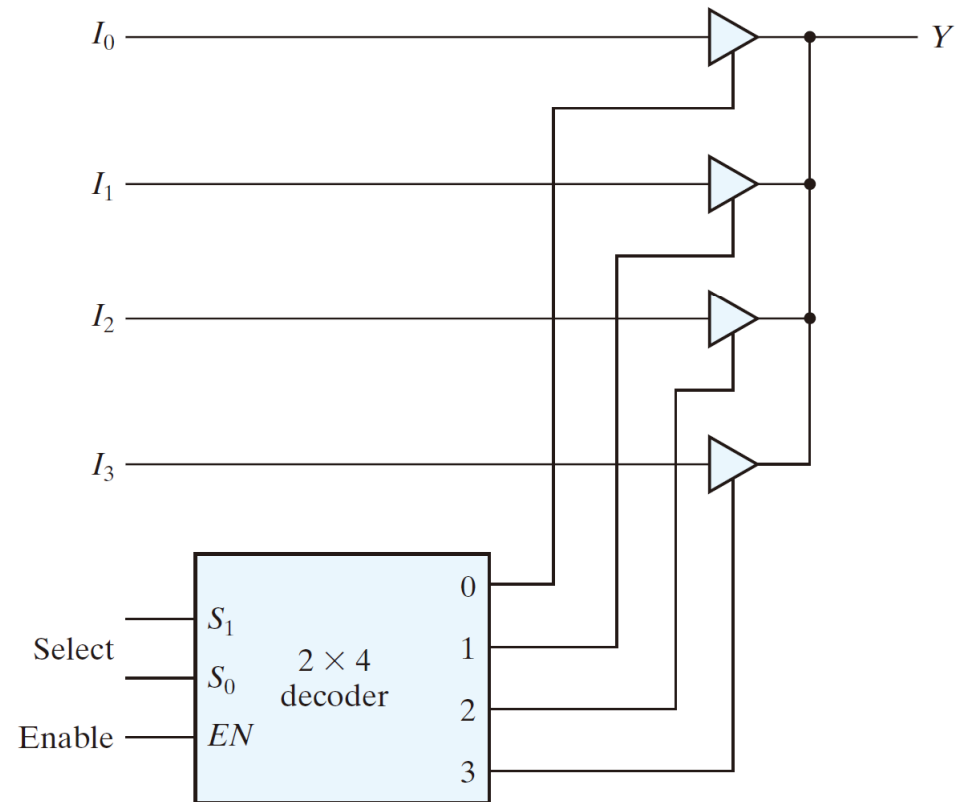 I₀
Y
I₁
I₂
I₃
0
S₁
1
Select
2 × 4
S₀
decoder
2
Enable
EN
3